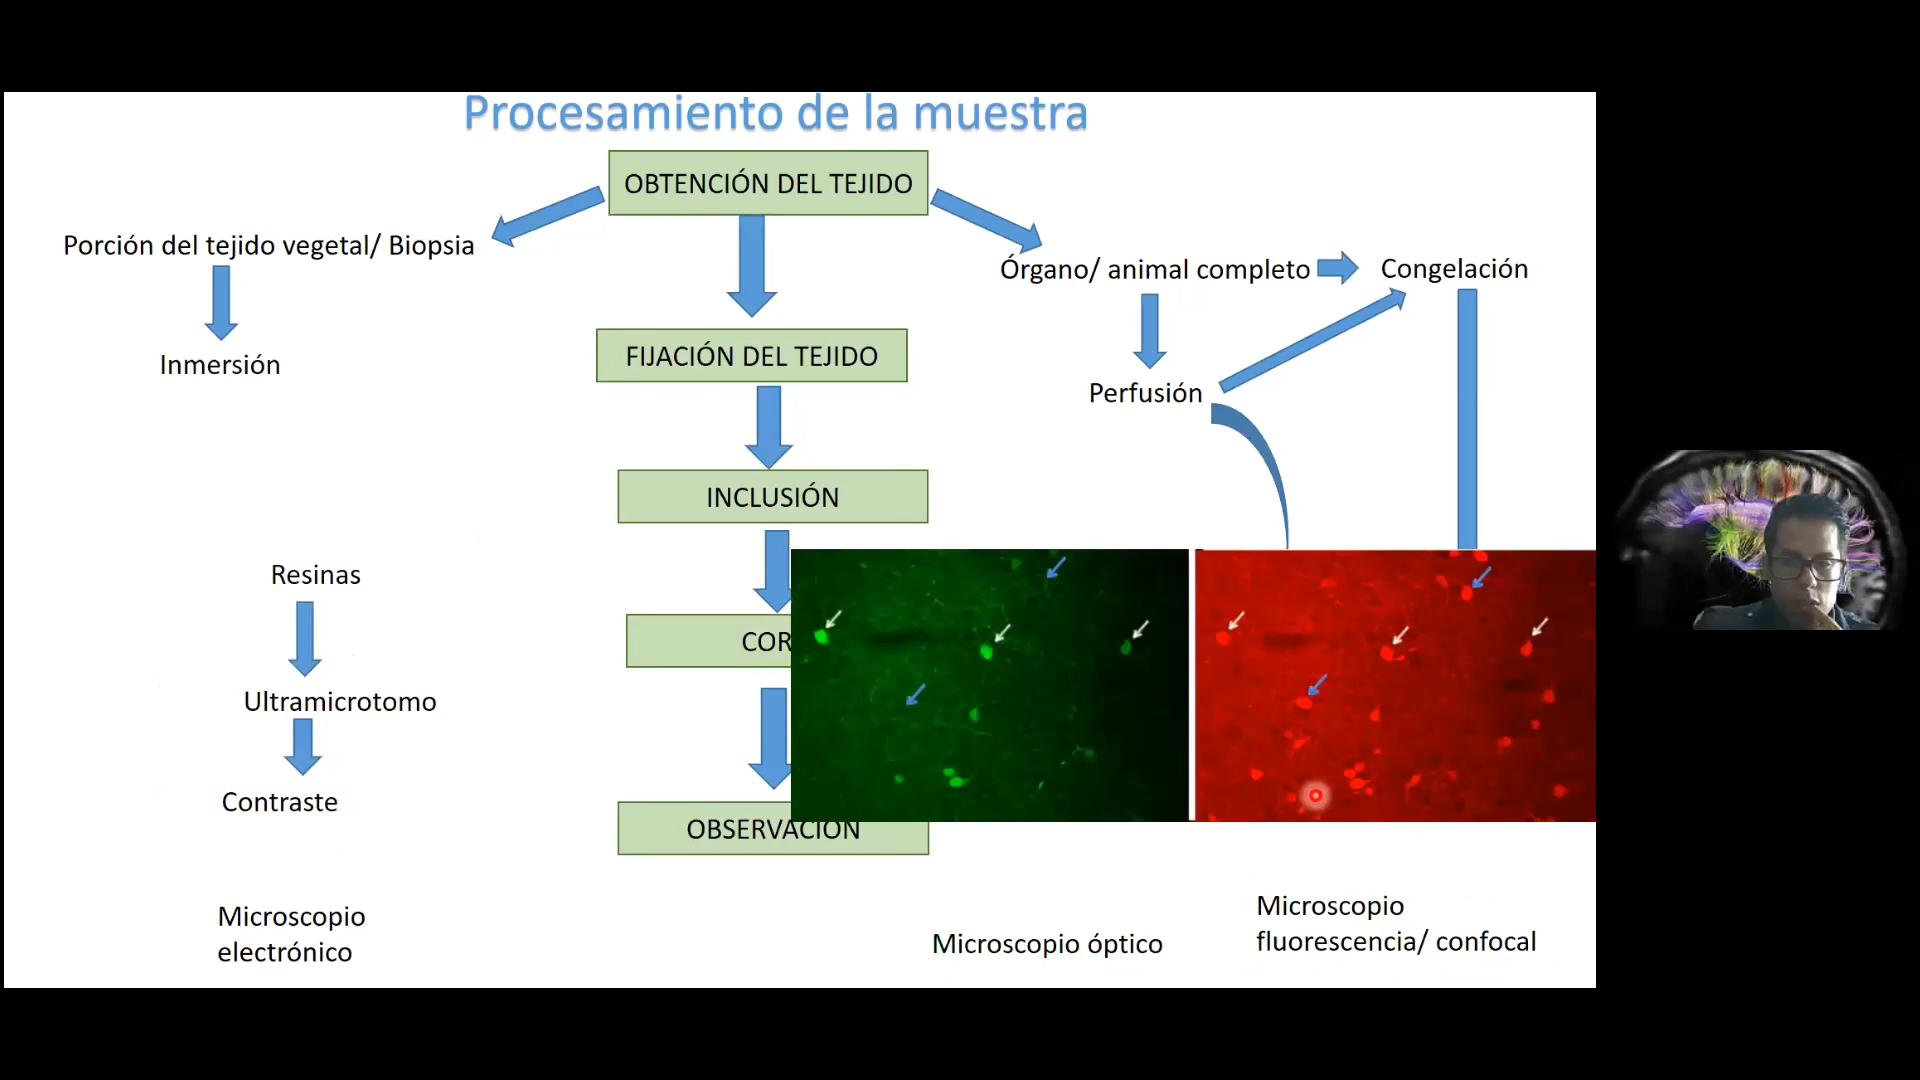 Procesamiento de la muestra
OBTENCIÓN DEL TEJIDO
Porción del tejido vegetal/ Biopsia
Órgano/ animal completo
Congelación
FIJACIÓN DEL TEJIDO
Inmersión
Perfusión
INCLUSIÓN
Resinas
COR
Ultramicrotomo
Contraste
OBSERVACIÓN
Microscopio
electrónico
Microscopio óptico
Microscopio
fluorescencia/ confocal